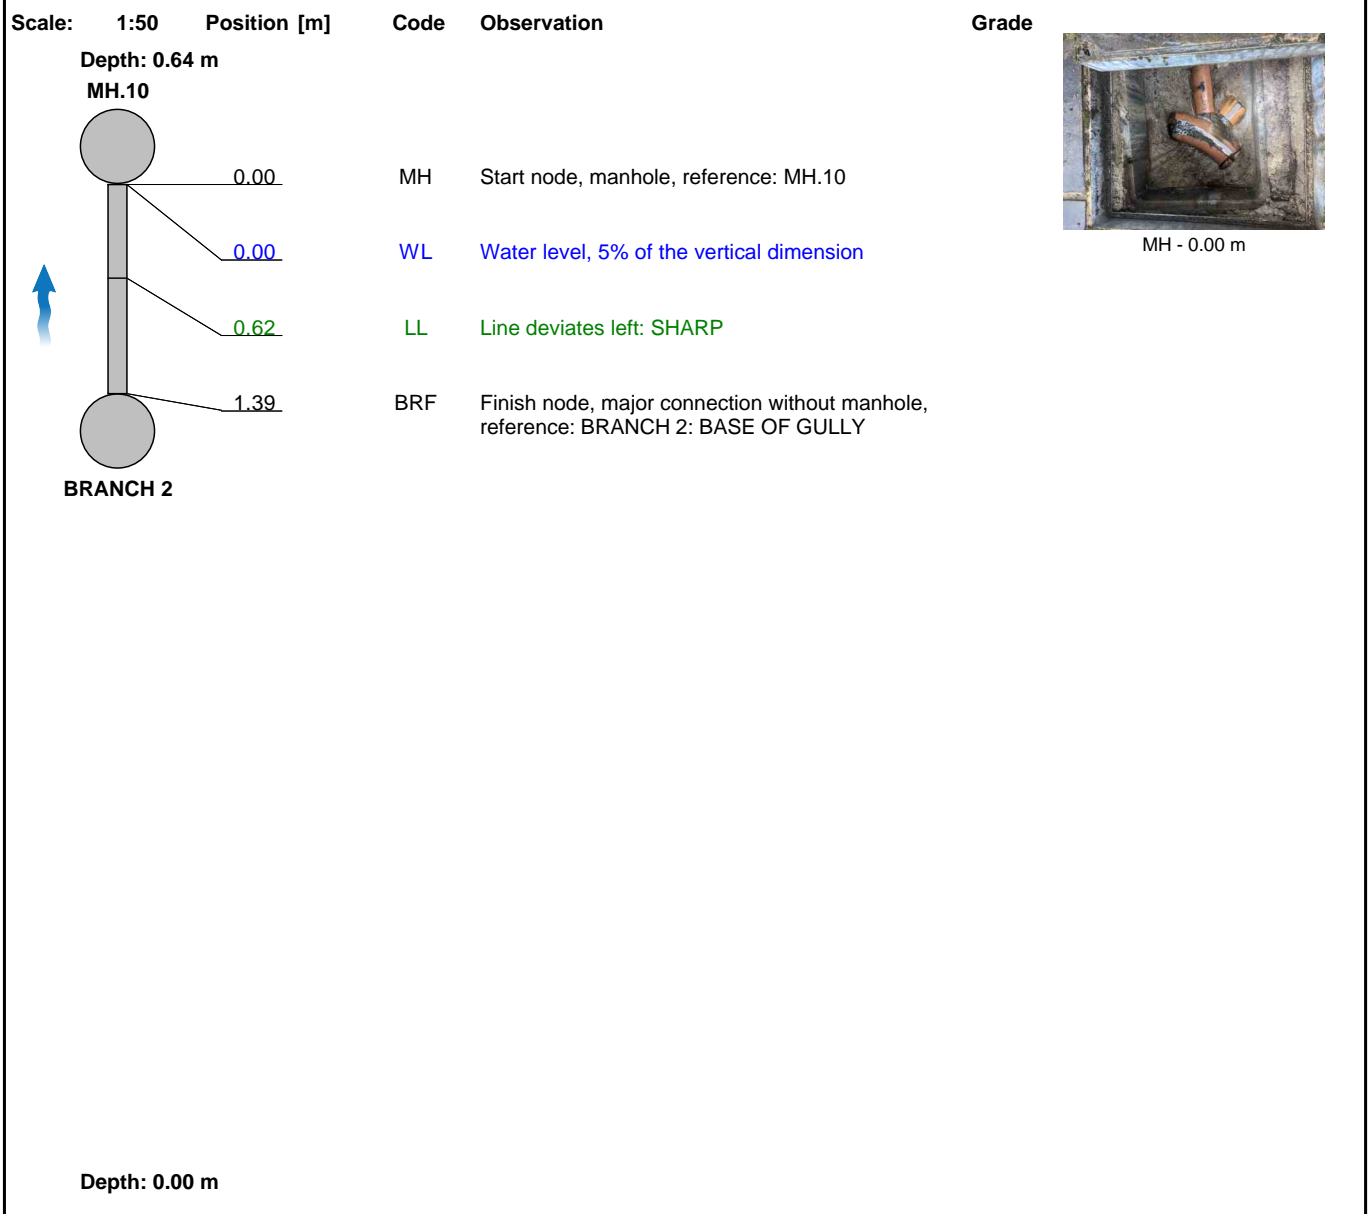 Scale: 1:50 Position [m] Code Observation Grade
Depth: 0.64 m
MH.10
0.00 MH Start node, manhole, reference: MH.10
MH - 0.00 m
0.00 WL Water level, 5% of the vertical dimension
0.62 LL Line deviates left: SHARP
1.39 BRF Finish node, major connection without manhole,
reference: BRANCH 2: BASE OF GULLY
BRANCH 2
Depth: 0.00 m